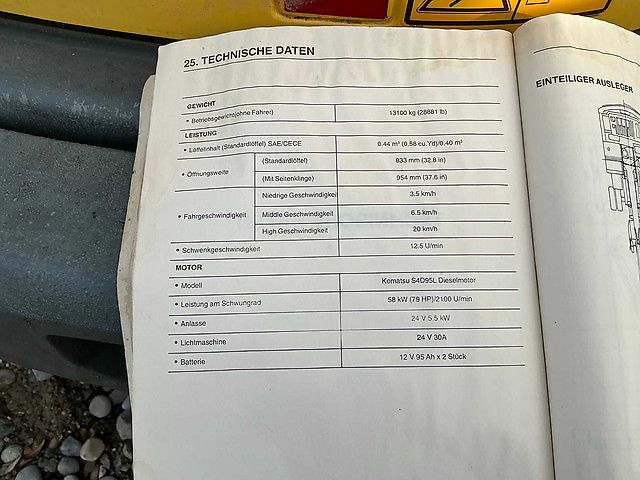 25. TECHNISCHE DATEN
GEWICHT
• Betriebsgewicht(ohne Fahrer) 13100 kg (28881 lb)
LEISTUNG
• Löffelinhalt (Standardlöffel) SAE/CECE 0.44 m³ (0.58 cu.Yd)/0.40 m³
• Öffnungsweite (Standardlöffel) 833 mm (32.8 in)
(Mit Seitenklinge) 954 mm (37.6 in)
• Fahrgeschwindigkeit Niedrige Geschwindigkeit 3.5 km/h
Middle Geschwindigkeit 6.5 km/h
High Geschwindigkeit 20 km/h
• Schwenkgeschwindigkeit 12.5 U/min
MOTOR
• Modell Komatsu S4D95L Dieselmotor
• Leistung am Schwungrad 58 kW (79 HP)/2100 U/min
• Anlasse 24 V 5.5 kW
• Lichtmaschine 24 V 30A
• Batterie 12 V 95 Ah x 2 Stück
EINTEILIGER AUSLEGER